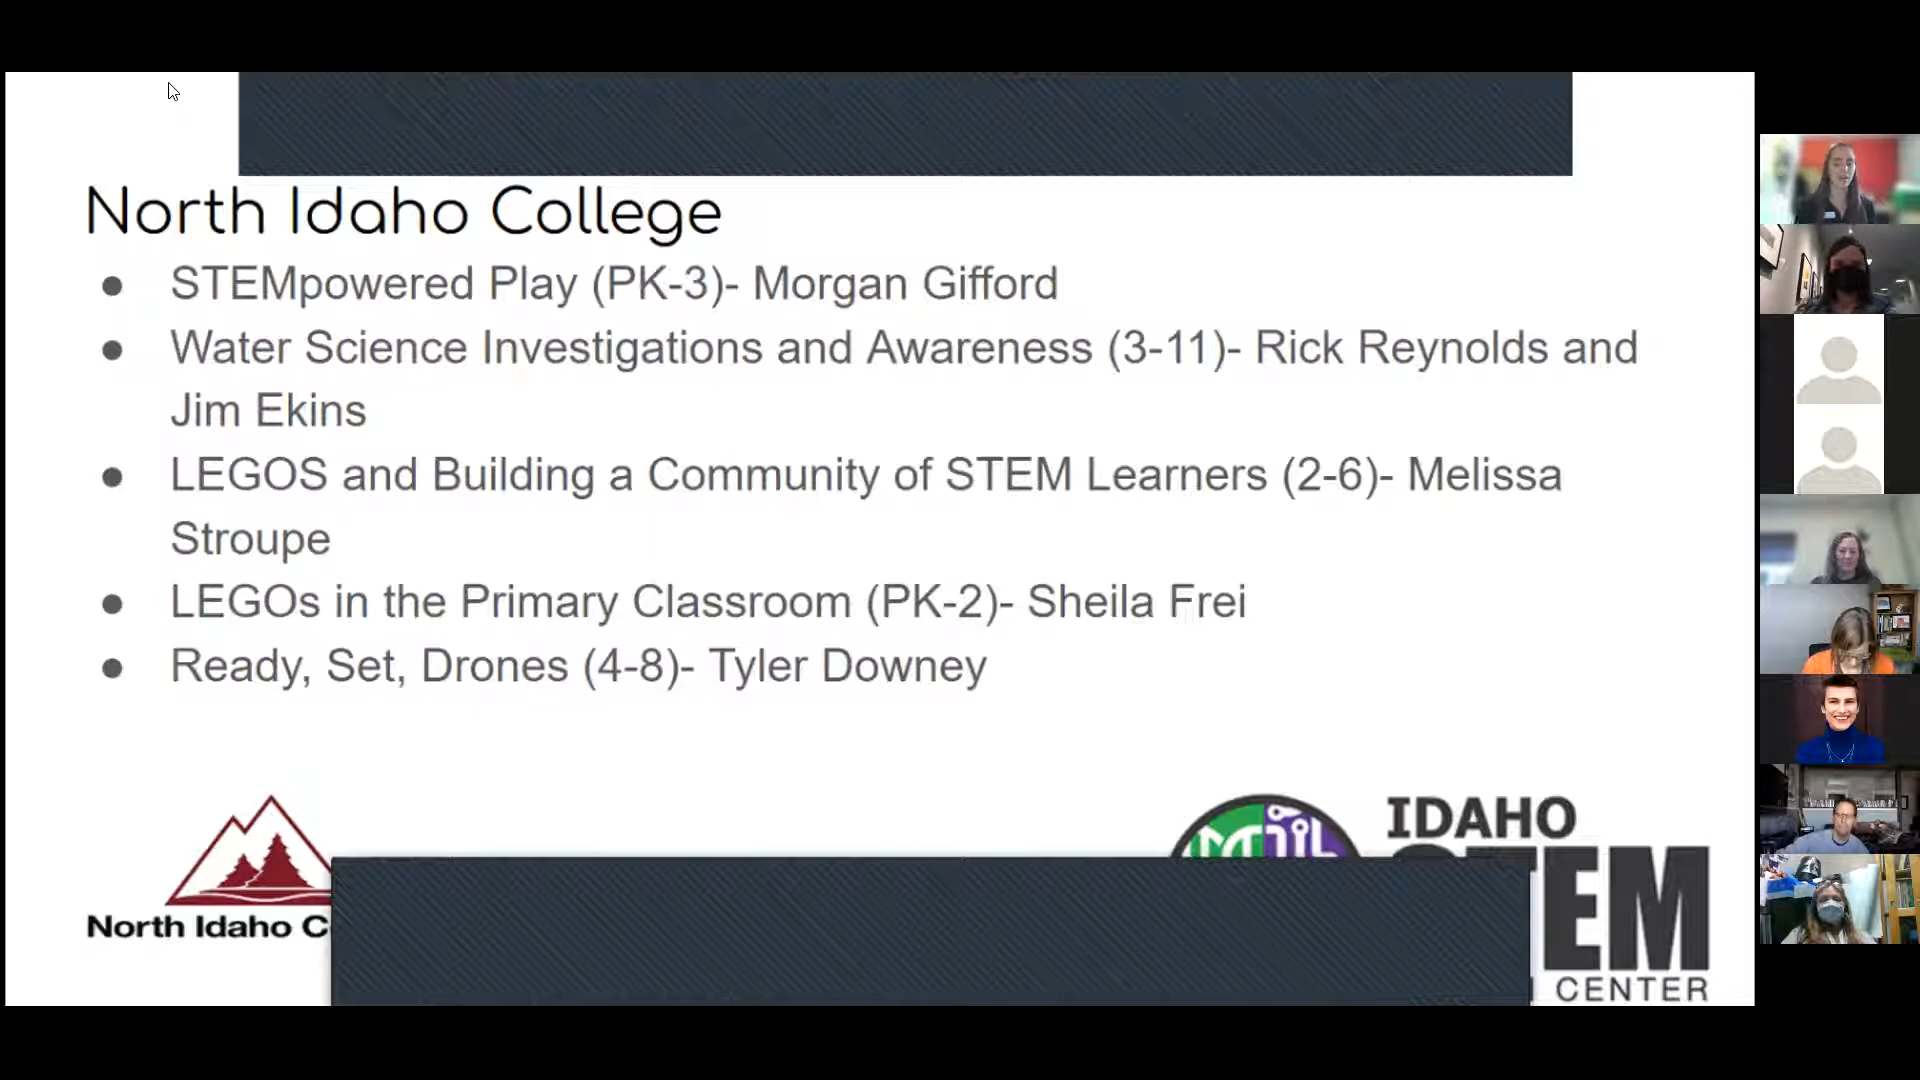 North Idaho College
● STEMpowered Play (PK-3)- Morgan Gifford
● Water Science Investigations and Awareness (3-11)- Rick Reynolds and
Jim Ekins
● LEGOS and Building a Community of STEM Learners (2-6)- Melissa
Stroupe
● LEGOs in the Primary Classroom (PK-2)- Sheila Frei
● Ready, Set, Drones (4-8)- Tyler Downey
North Idaho C
IDAHO
TEM
CENTER